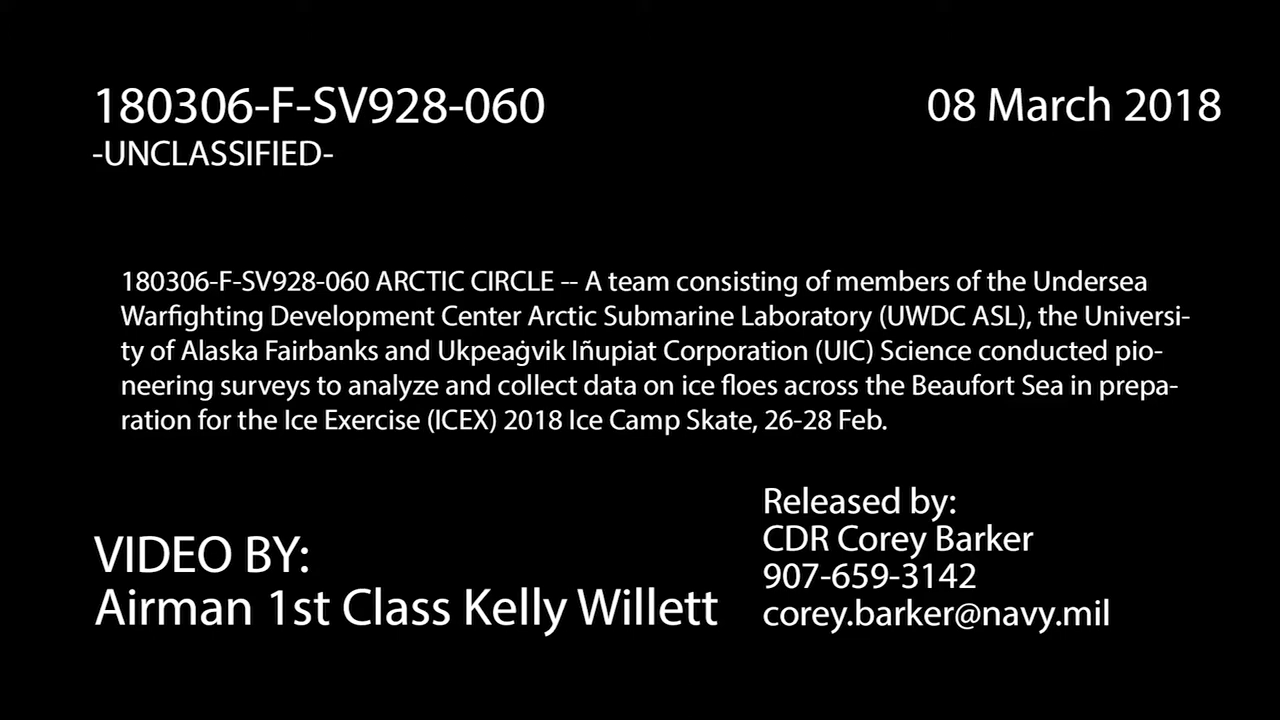 180306-F-SV928-060
08 March 2018
-UNCLASSIFIED-
180306-F-SV928-060 ARCTIC CIRCLE -- A team consisting of members of the Undersea
Warfighting Development Center Arctic Submarine Laboratory (UWDC ASL), the Universi-
ty of Alaska Fairbanks and Ukpeaġvik Iñupiat Corporation (UIC) Science conducted pio-
neering surveys to analyze and collect data on ice floes across the Beaufort Sea in prepa-
ration for the Ice Exercise (ICEX) 2018 Ice Camp Skate, 26-28 Feb.
VIDEO BY:
Airman 1st Class Kelly Willett
Released by:
CDR Corey Barker
907-659-3142
corey.barker@navy.mil